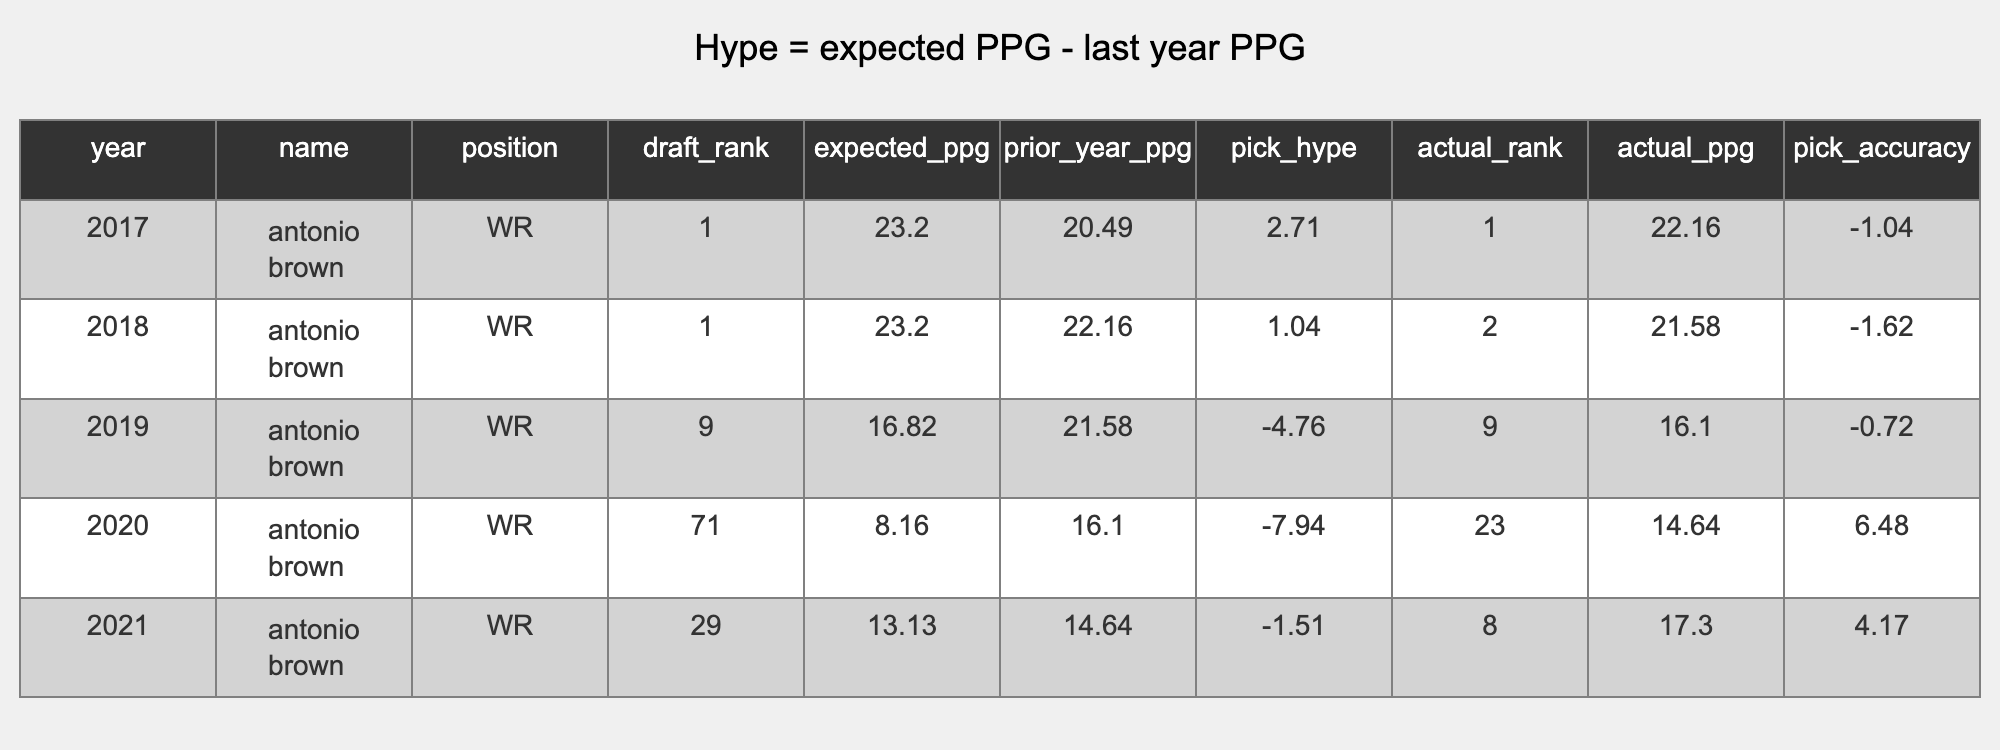 Hype = expected PPG - last year PPG
year name position draft_rank expected_ppg prior_year_ppg pick_hype actual_rank actual_ppg pick_accuracy
2017 antonio brown WR 1 23.2 20.49 2.71 1 22.16 -1.04
2018 antonio brown WR 1 23.2 22.16 1.04 2 21.58 -1.62
2019 antonio brown WR 9 16.82 21.58 -4.76 9 16.1 -0.72
2020 antonio brown WR 71 8.16 16.1 -7.94 23 14.64 6.48
2021 antonio brown WR 29 13.13 14.64 -1.51 8 17.3 4.17